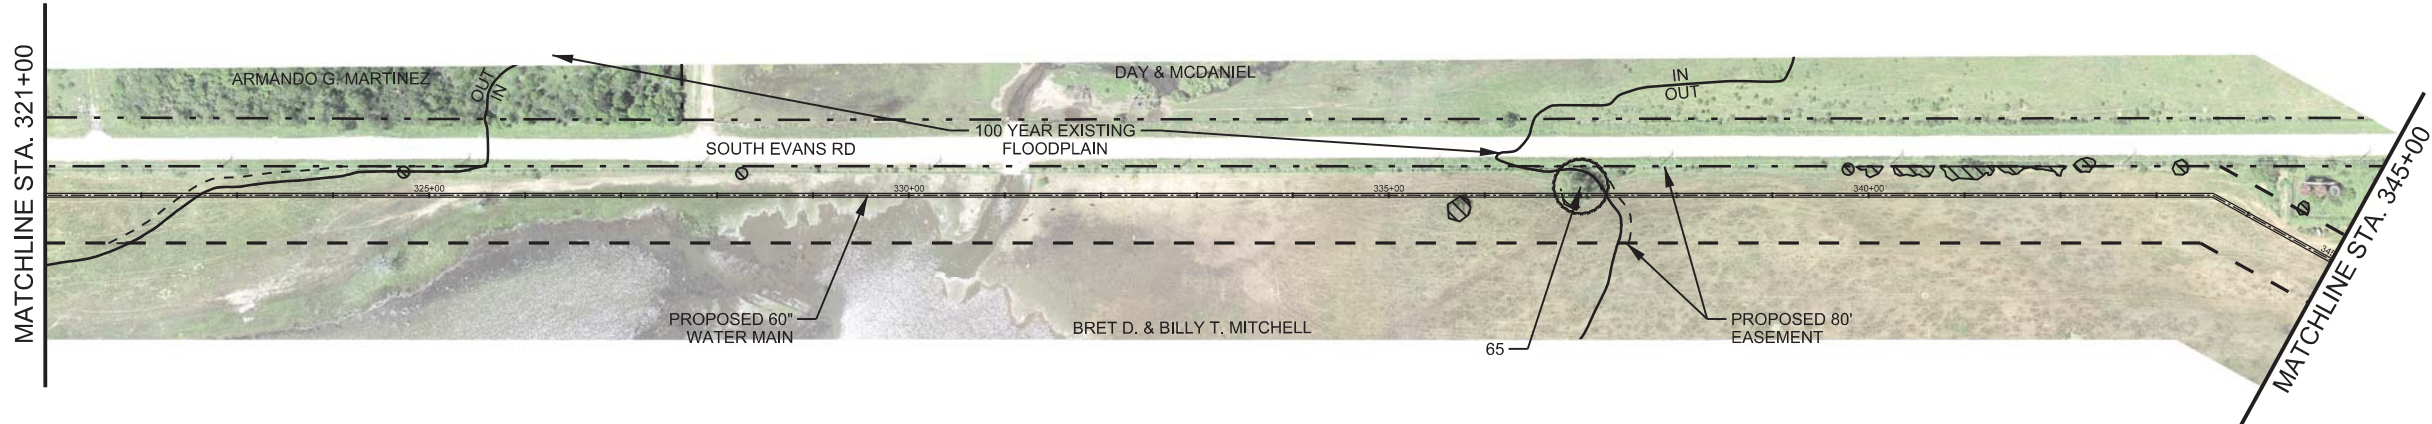 MATCHLINE STA. 321+00
ARMANDO G. MARTINEZ
OUT
IN
DAY & MCDANIEL
IN
OUT
100 YEAR EXISTING
FLOODPLAIN
SOUTH EVANS RD
325+00
330+00
335+00
340+00
PROPOSED 60"
WATER MAIN
BRET D. & BILLY T. MITCHELL
65
PROPOSED 80'
EASEMENT
MATCHLINE STA. 345+00